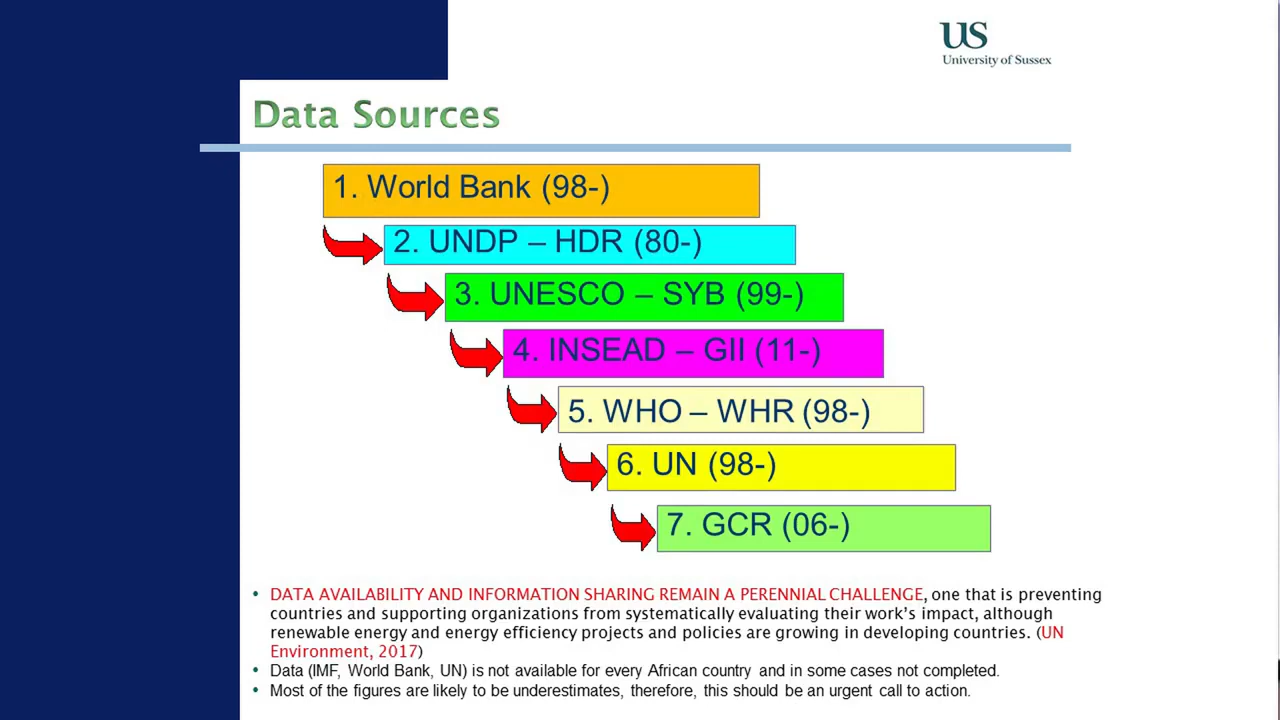 US
University of Sussex
Data Sources
1. World Bank (98-)
2. UNDP – HDR (80-)
3. UNESCO – SYB (99-)
4. INSEAD – GII (11-)
5. WHO – WHR (98-)
6. UN (98-)
7. GCR (06-)
• DATA AVAILABILITY AND INFORMATION SHARING REMAIN A PERENNIAL CHALLENGE, one that is preventing
countries and supporting organizations from systematically evaluating their work's impact, although
renewable energy and energy efficiency projects and policies are growing in developing countries. (UN
Environment, 2017)
• Data (IMF, World Bank, UN) is not available for every African country and in some cases not completed.
• Most of the figures are likely to be underestimates, therefore, this should be an urgent call to action.